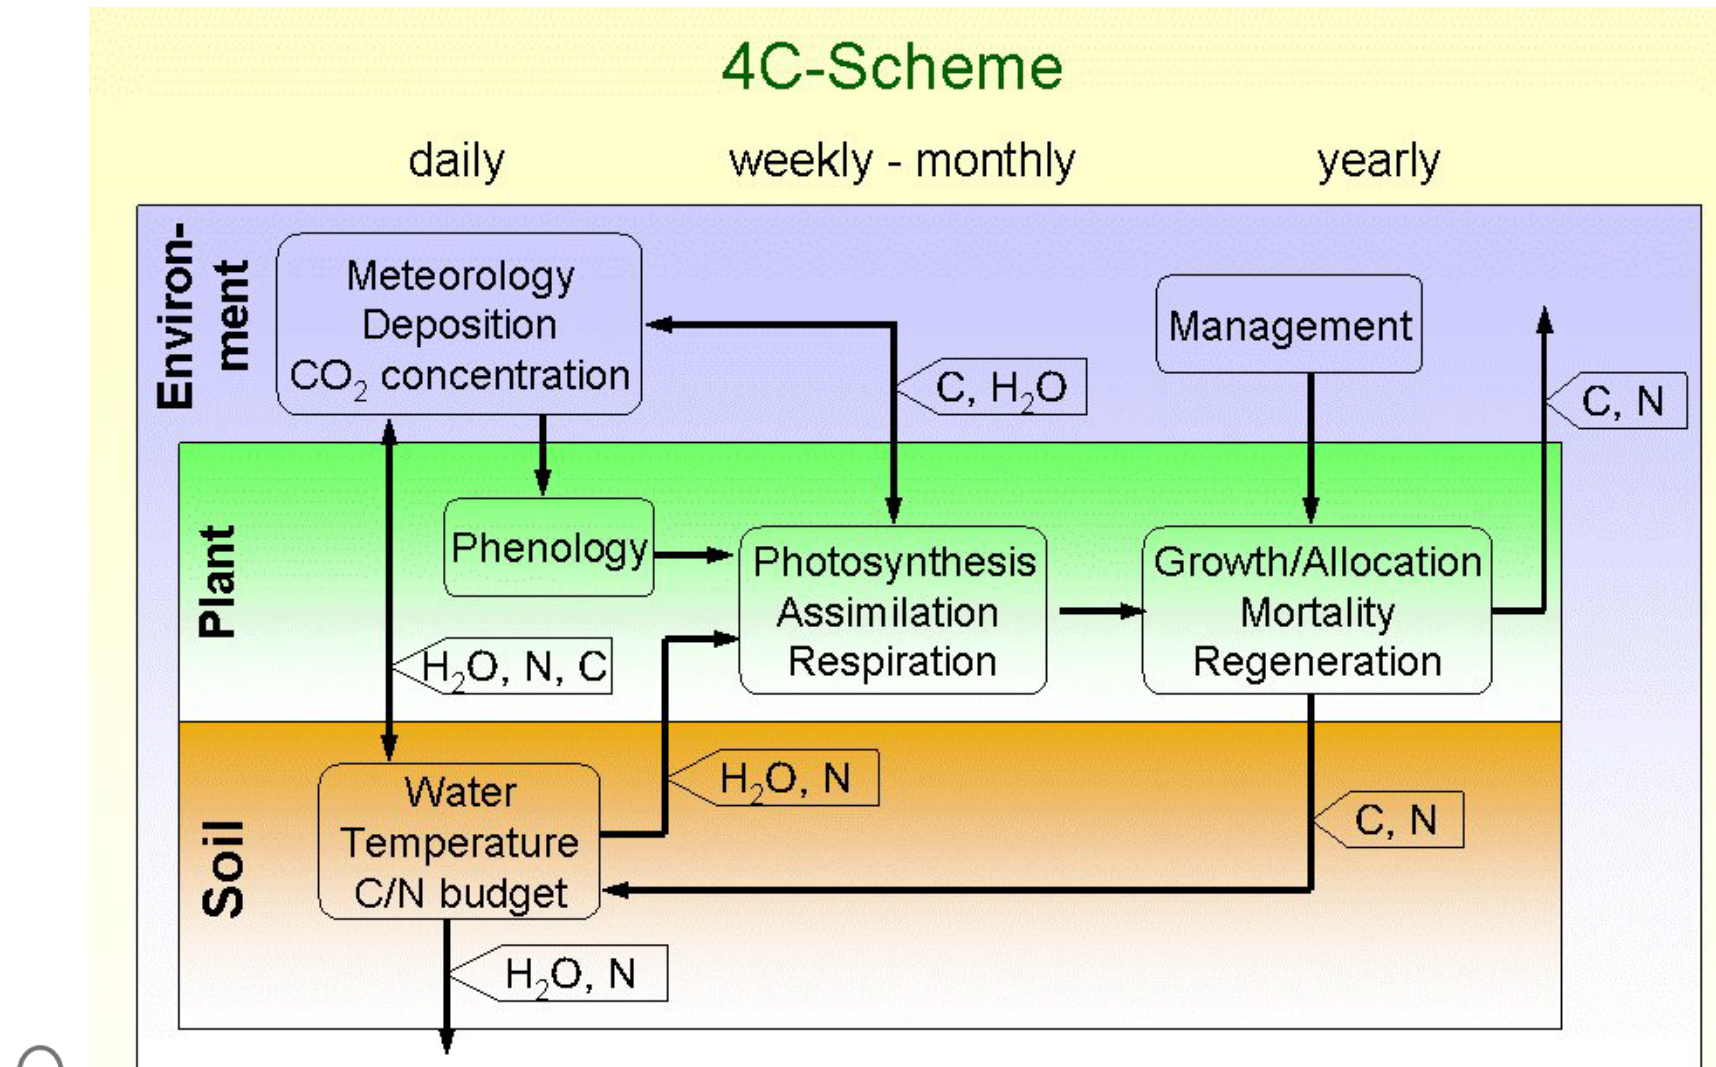 4C-Scheme
daily
weekly - monthly
yearly
Environ-
ment
Meteorology
Deposition
CO₂ concentration
Management
C, H₂O
C, N
Plant
Phenology
Photosynthesis
Assimilation
Respiration
Growth/Allocation
Mortality
Regeneration
H₂O, N, C
Soil
Water
Temperature
C/N budget
H₂O, N
C, N
H₂O, N